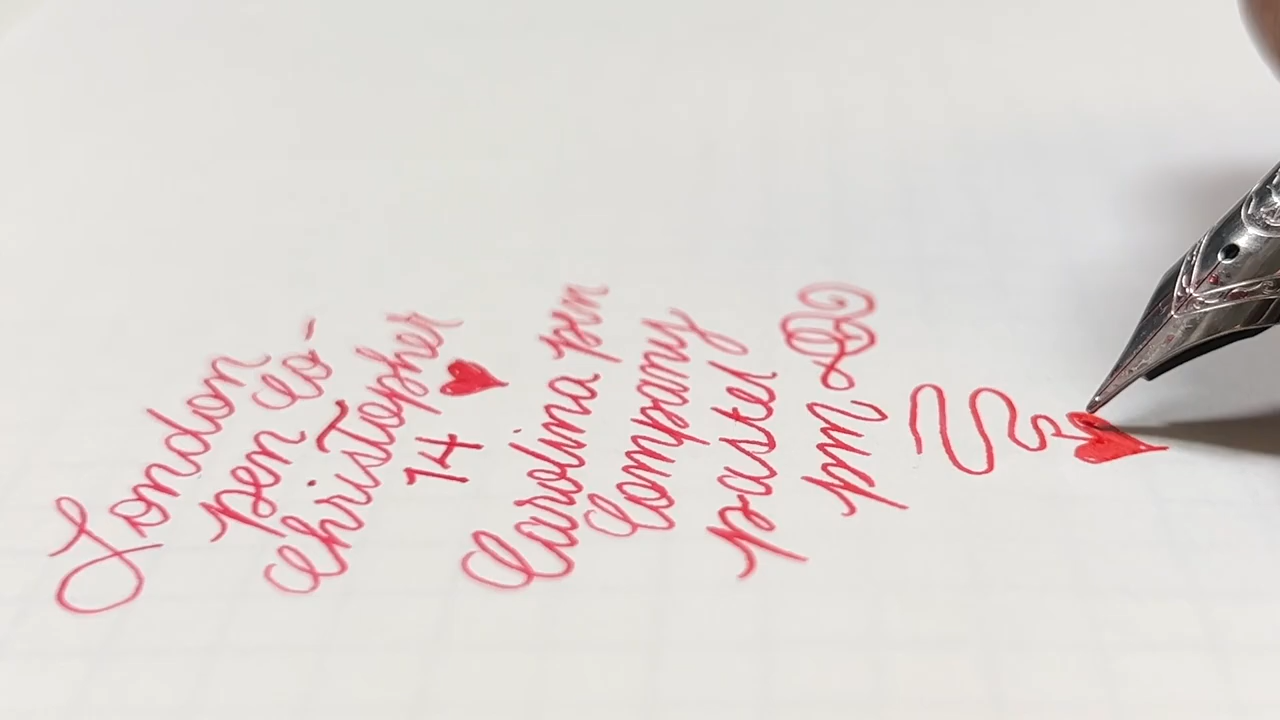 London
pen co-
Christopher
14
Carolina pen
Company
pastel
pm